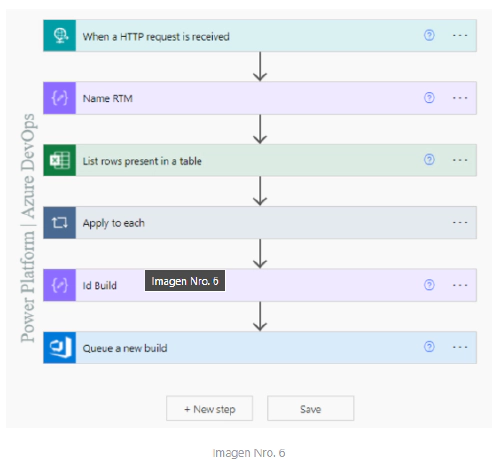 When a HTTP request is received
Name RTM
List rows present in a table
Apply to each
Id Build
Imagen Nro. 6
Queue a new build
+ New step
Save
Power Platform | Azure DevOps
Imagen Nro. 6